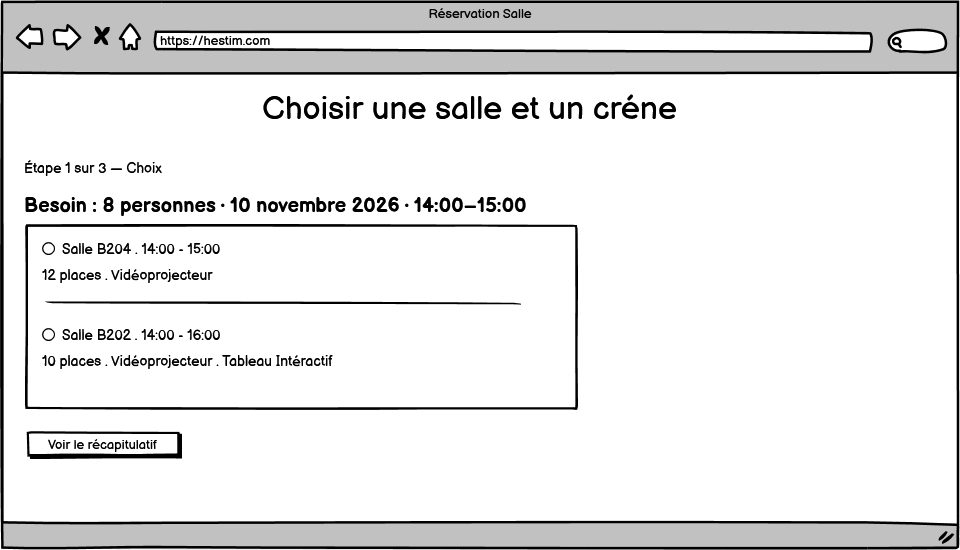 Réservation Salle
https://hestim.com
Choisir une salle et un créne
Étape 1 sur 3 — Choix
Besoin : 8 personnes · 10 novembre 2026 · 14:00–15:00
Salle B204 . 14:00 - 15:00
12 places . Vidéoprojecteur
Salle B202 . 14:00 - 16:00
10 places . Vidéoprojecteur . Tableau Intéractif
Voir le récapitulatif